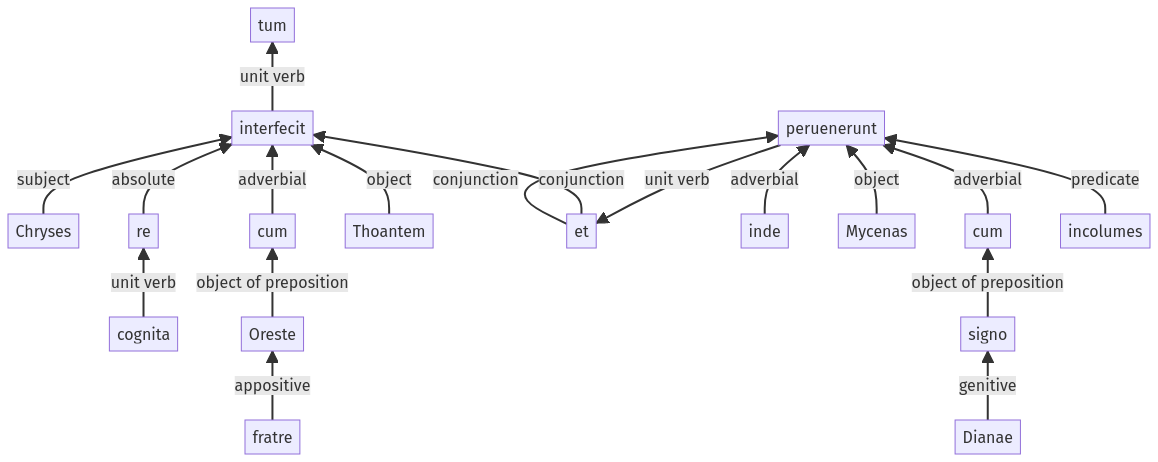 tum
unit verb
interfecit peruenerunt
subject absolute adverbial object conjunction conjunction unit verb adverbial object adverbial predicate
Chryses re cum Thoantem et inde Mycenas cum incolumes
unit verb object of preposition object of preposition
cognita Oreste signo
appositive genitive
fratre Dianae